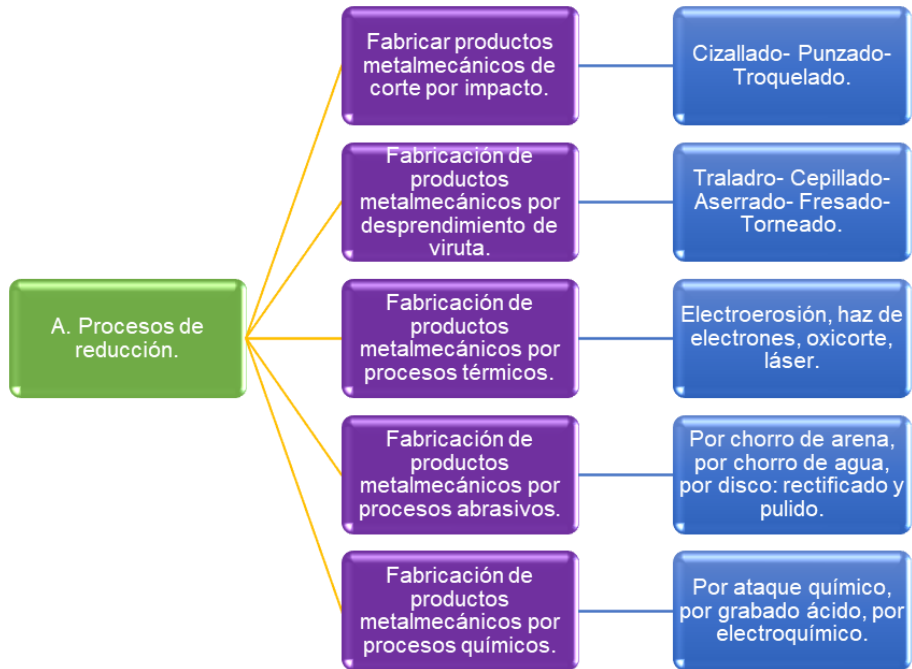 A. Procesos de
reducción.
Fabricar productos
metalmecánicos de
corte por impacto.
Cizallado- Punzado-
Troquelado.
Fabricación de
productos
metalmecánicos por
desprendimiento de
viruta.
Traladro- Cepillado-
Aserrado- Fresado-
Torneado.
Fabricación de
productos
metalmecánicos por
procesos térmicos.
Electroerosión, haz de
electrones, oxicorte,
láser.
Fabricación de
productos
metalmecánicos por
procesos abrasivos.
Por chorro de arena,
por chorro de agua,
por disco: rectificado y
pulido.
Fabricación de
productos
metalmecánicos por
procesos químicos.
Por ataque químico,
por grabado ácido, por
electroquímico.